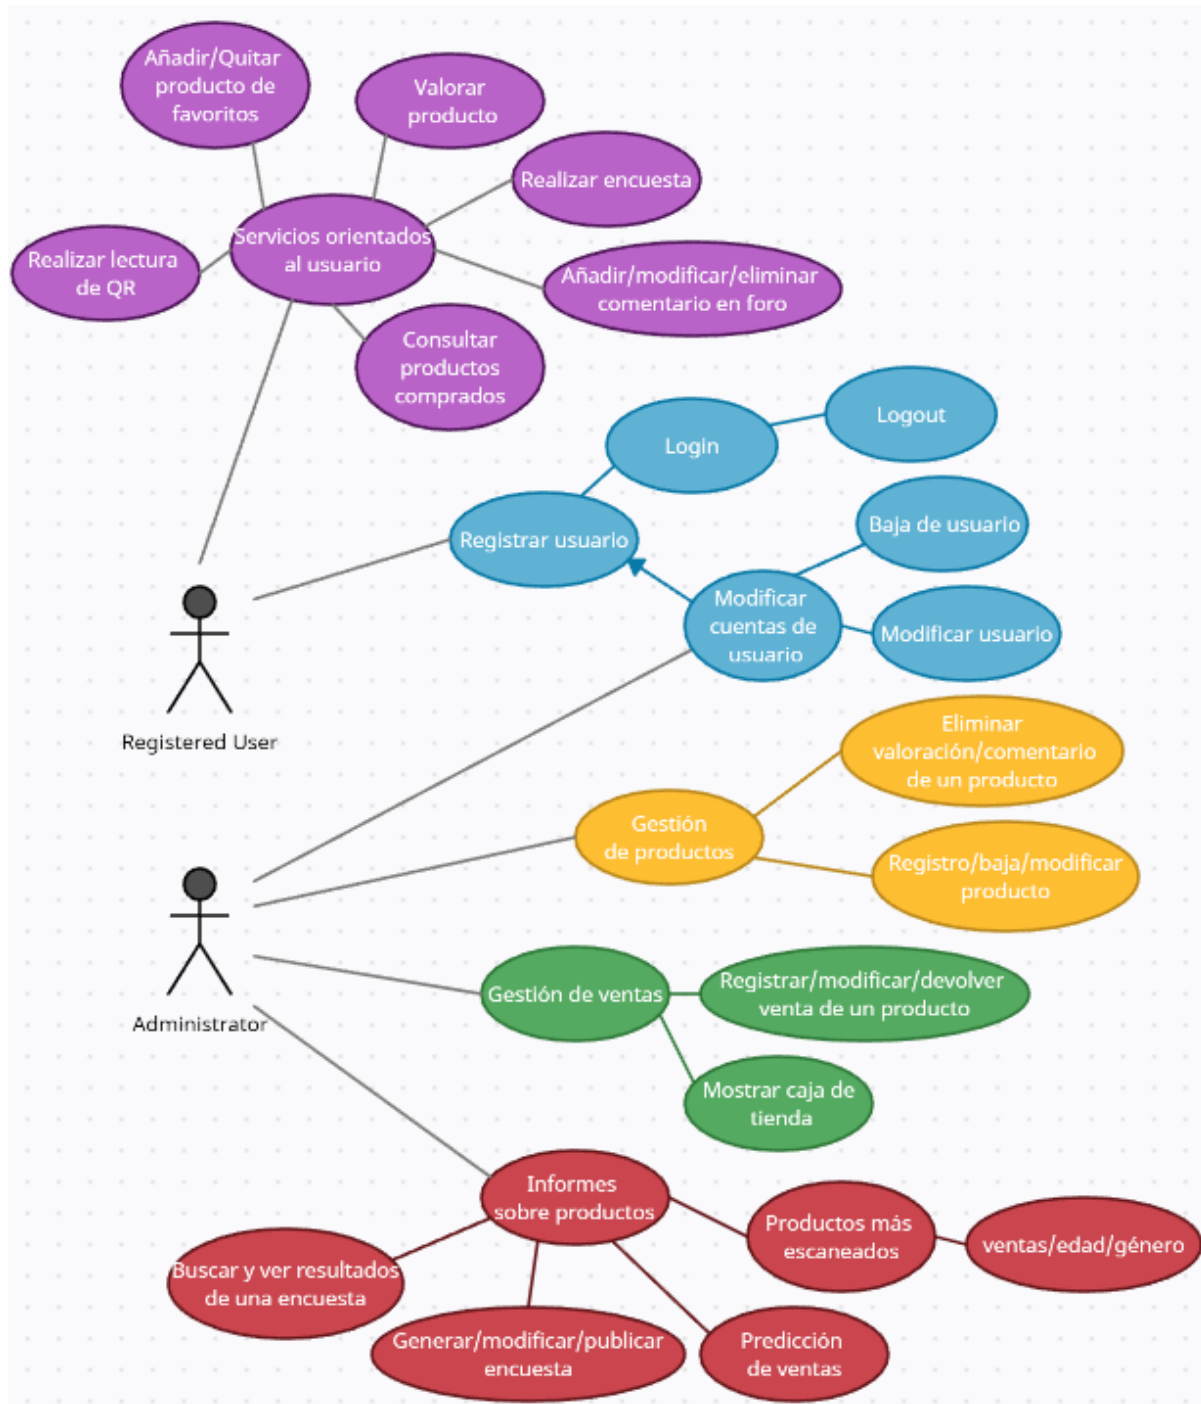 Añadir/Quitar
producto de
favoritos
Valorar
producto
Realizar encuesta
Servicios orientados
al usuario
Realizar lectura
de QR
Añadir/modificar/eliminar
comentario en foro
Consultar
productos
comprados
Login
Logout
Registrar usuario
Baja de usuario
Modificar
cuentas de
usuario
Modificar usuario
Registered User
Eliminar
valoración/comentario
de un producto
Gestión
de productos
Registro/baja/modificar
producto
Administrator
Gestión de ventas
Registrar/modificar/devolver
venta de un producto
Mostrar caja de
tienda
Informes
sobre productos
Productos más
escaneados
ventas/edad/género
Buscar y ver resultados
de una encuesta
Generar/modificar/publicar
encuesta
Predicción
de ventas